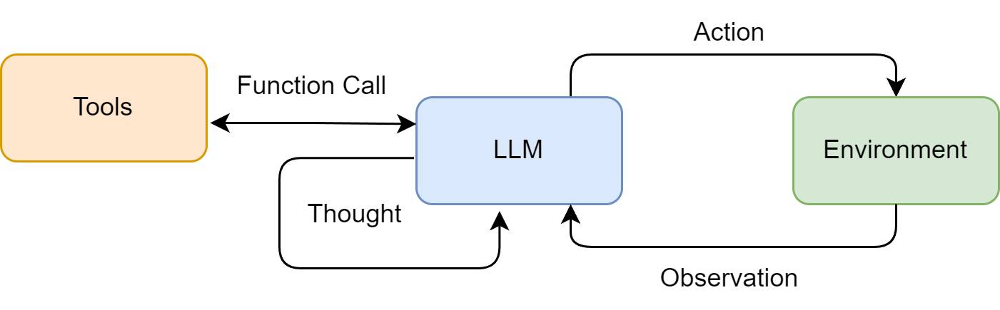 Action
Function Call
Tools
LLM
Environment
Thought
Observation